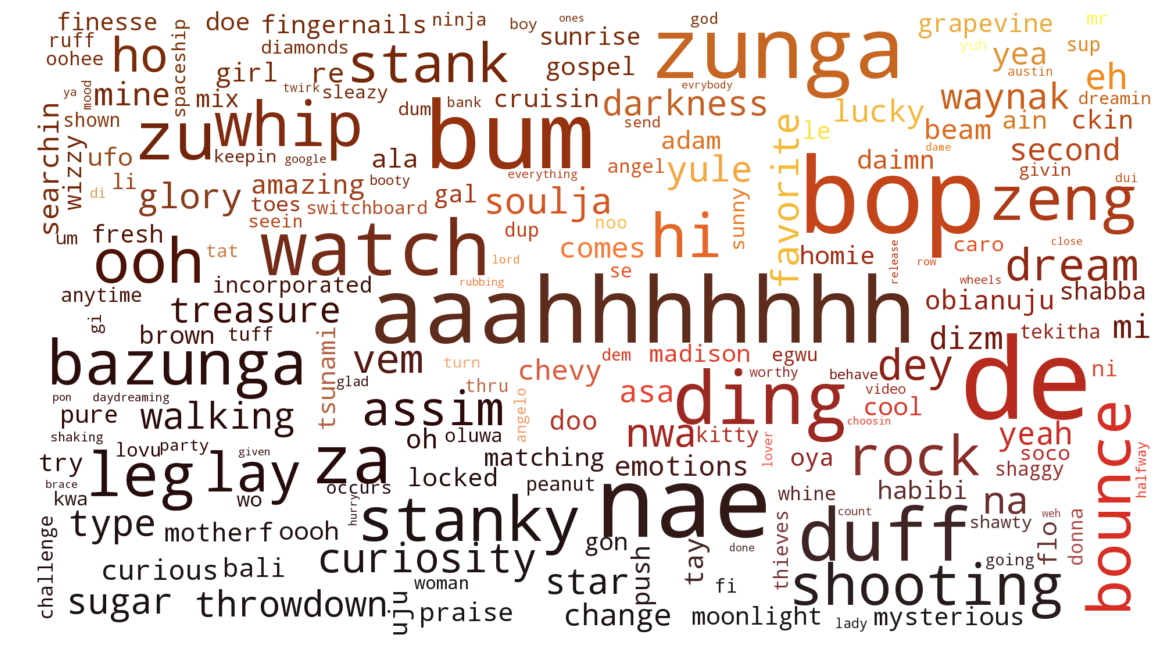 finesse
doe
fingernails
ninja
boy
ones
god
grapevine
mr
ruff
oohee
ho
spaceship
diamonds
sunrise
zunga
yuh
yea
sup
girl
re
stank
gospel
evrybody
austin
eh
ya
mood
mine
mix
twirk
sleazy
dum
bank
cruisin
darkness
waynak
dreamin
shown
searchin
wizzy
zu
whip
bum
send
adam
favorite
le
lucky
beam
ain
ckin
ufo
keepin
google
ala
everything
angel
yule
daimn
dame
second
givin
dui
di
li
glory
amazing
booty
gal
soulja
toes
switchboard
seein
dup
noo
sunny
bop
zeng
um
fresh
tat
watch
lord
comes
hi
homie
release
caro
row
close
ooh
incorporated
rubbing
se
wheels
dream
anytime
treasure
aaahhhhhhhh
obianuju
shabba
gi
brown
tuff
tsunami
dizm
tekitha
mi
bazunga
vem
turn
chevy
dem
madison
egwu
worthy
behave
dey
de
ni
glad
thru
angelo
asa
ding
video
cool
choosin
pon
daydreaming
pure
walking
assim
doo
nwa
kitty
lover
yeah
bounce
halfway
shaking
lovu
party
given
oh
oluwa
matching
emotions
oya
rock
soco
shaggy
try
brace
kwa
leg
lay
wo
za
occurs
locked
peanut
whine
habibi
na
hurry
stanky
nae
thieves
count
duff
shawty
flo
weh
donna
type
motherf
oooh
gon
push
tay
done
going
challenge
curious
bali
curiosity
woman
star
fi
shooting
sugar
throwdown
uju
praise
change
moonlight
lady
mysterious